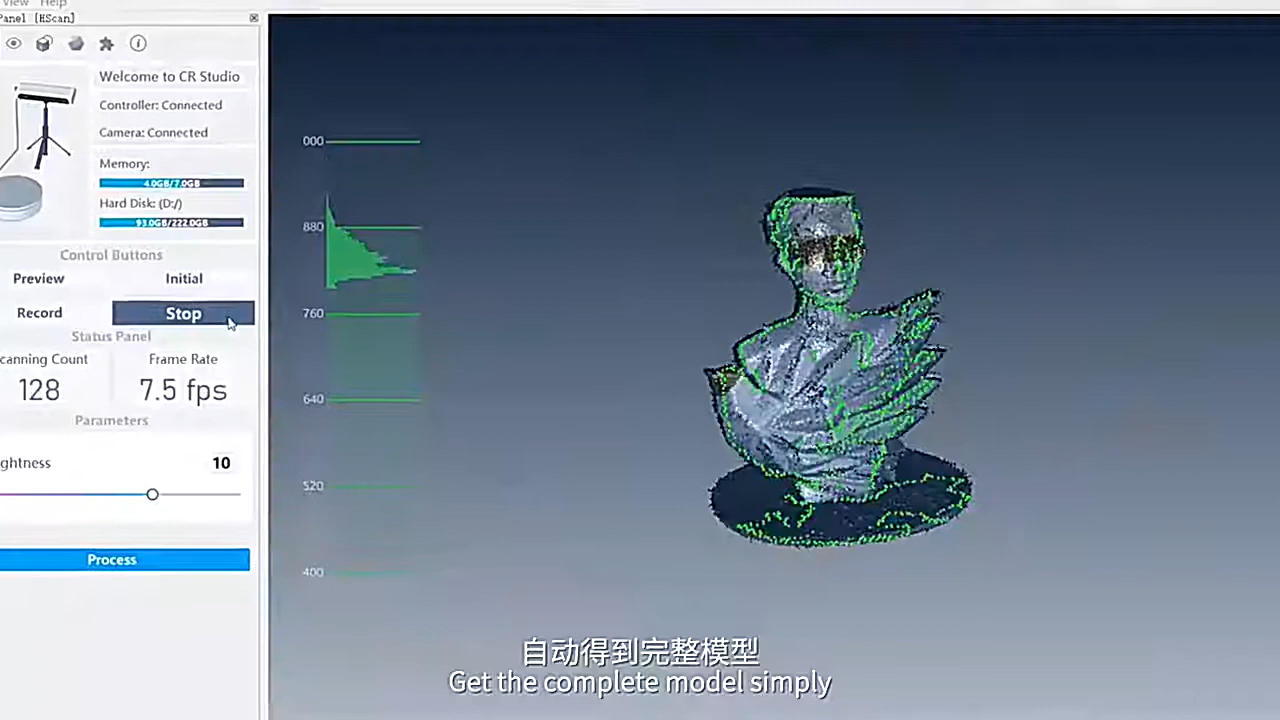 View Help
Panel [HScan]
Welcome to CR Studio
Controller: Connected
Camera: Connected
Memory:
4.0GB/7.0GB
Hard Disk: (D:/)
93.0GB/222.0GB
Control Buttons
Preview Initial
Record Stop
Status Panel
canning Count Frame Rate
128 7.5 fps
Parameters
ghtness 10
Process
000
880
760
640
520
400
自动得到完整模型
Get the complete model simply